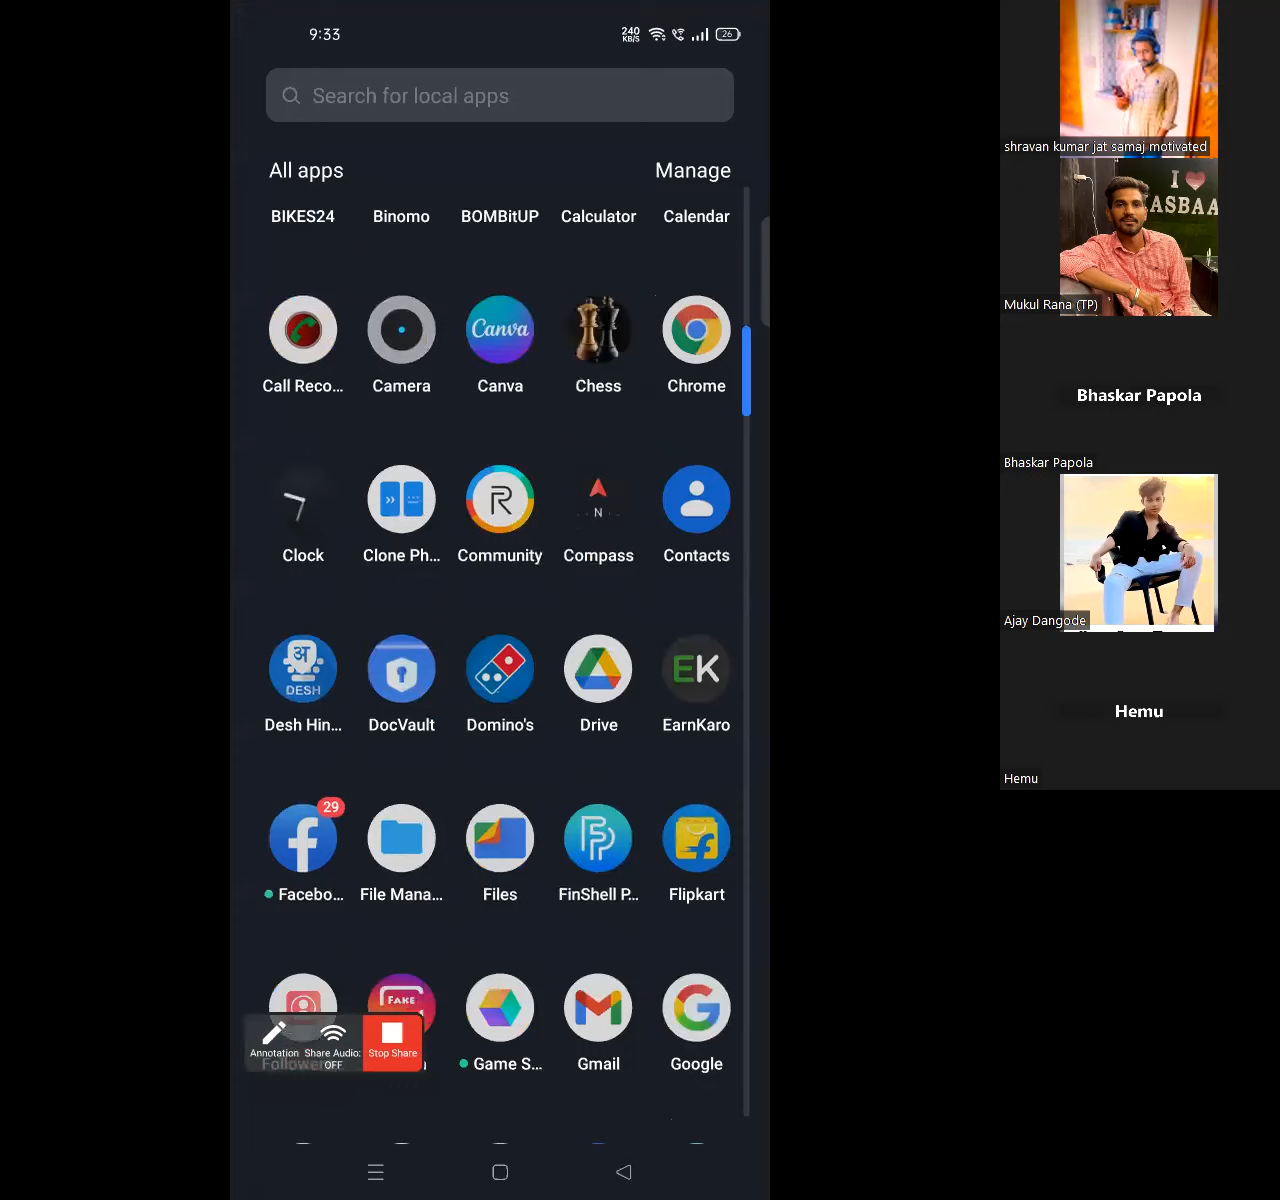 9:33
240
KB/S
26
Search for local apps
All apps
Manage
BIKES24
Binomo
BOMBitUP
Calculator
Calendar
Canva
Call Reco...
Camera
Canva
Chess
Chrome
N
Clock
Clone Ph...
Community
Compass
Contacts
अ
DESH
EK
Desh Hin...
DocVault
Domino's
Drive
EarnKaro
29
Facebo...
File Mana...
Files
FinShell P...
Flipkart
FAKE
Annotation
Share Audio:
OFF
Stop Share
Game S...
Gmail
Google
shravan kumar jat samaj motivated
I
KASBAA
Mukul Rana (TP)
Bhaskar Papola
Bhaskar Papola
Ajay Dangode
Hemu
Hemu